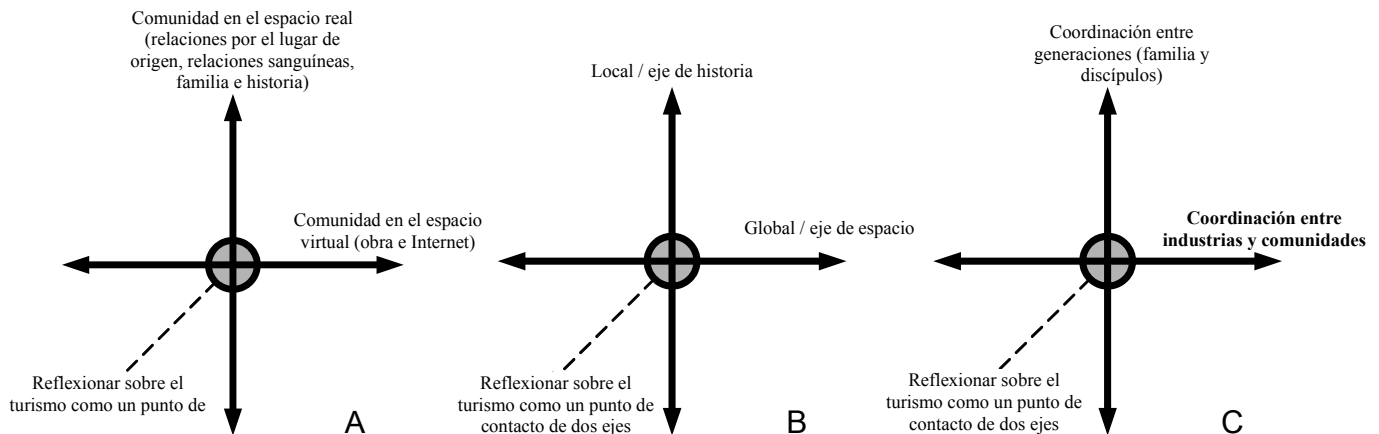 Comunidad en el espacio real
(relaciones por el lugar de
origen, relaciones sanguíneas,
familia e historia)
Comunidad en el espacio
virtual (obra e Internet)
Reflexionar sobre el
turismo como un punto de
A
Local / eje de historia
Global / eje de espacio
Reflexionar sobre el
turismo como un punto de
contacto de dos ejes
B
Coordinación entre
generaciones (familia y
discípulos)
Coordinación entre
industrias y comunidades
Reflexionar sobre el
turismo como un punto de
contacto de dos ejes
C